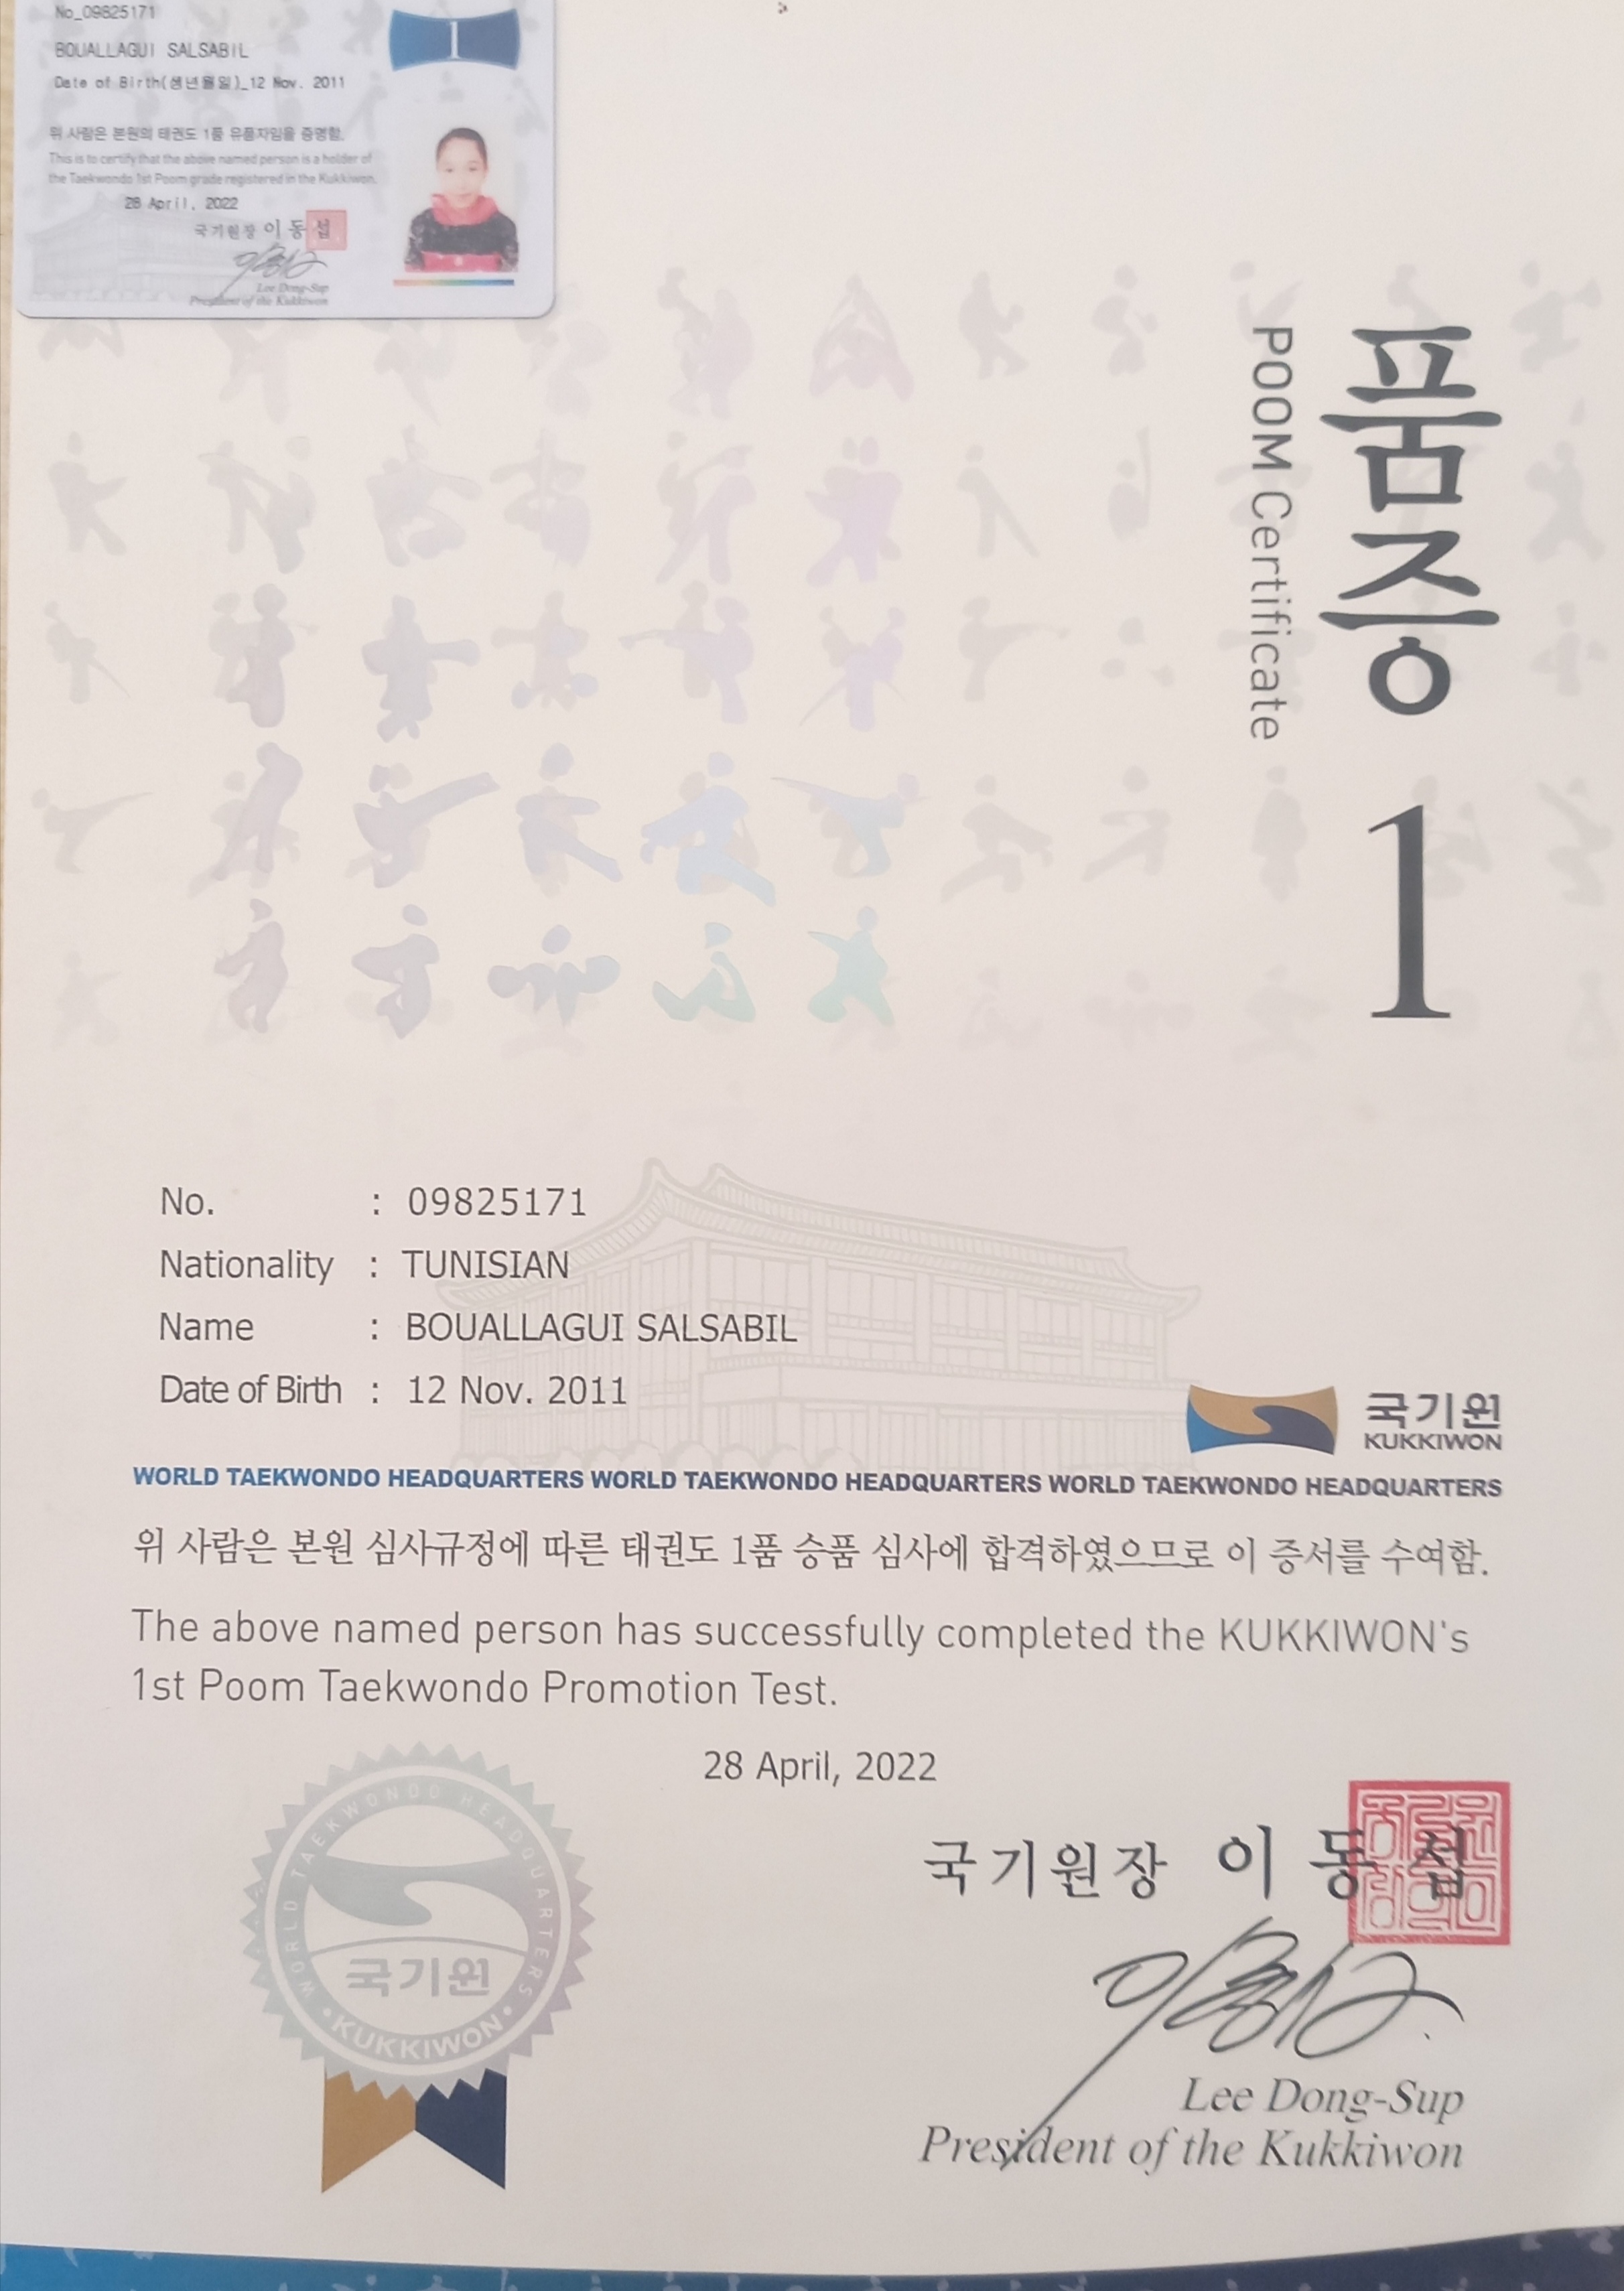 No_09825171
BOUALLAGUI SALSABIL
Date of Birth(생년월일)_12 Nov. 2011
1
위 사람은 본원의 태권도 1품 유품자임을 증명함.
This is to certify that the above named person is a holder of
the Taekwondo 1st Poom grade registered in the Kukkiwon.
28 April, 2022
국기원장 이동섭
Lee Dong-Sup
President of the Kukkiwon
품증 1
POOM Certificate
No. : 09825171
Nationality : TUNISIAN
Name : BOUALLAGUI SALSABIL
Date of Birth : 12 Nov. 2011
국기원
KUKKIWON
WORLD TAEKWONDO HEADQUARTERS WORLD TAEKWONDO HEADQUARTERS WORLD TAEKWONDO HEADQUARTERS
위 사람은 본원 심사규정에 따른 태권도 1품 승품 심사에 합격하였으므로 이 증서를 수여함.
The above named person has successfully completed the KUKKIWON's
1st Poom Taekwondo Promotion Test.
28 April, 2022
WORLD TAEKWONDO HEADQUARTERS
국기원
KUKKIWON
국기원장 이 동 섭
Lee Dong-Sup
President of the Kukkiwon